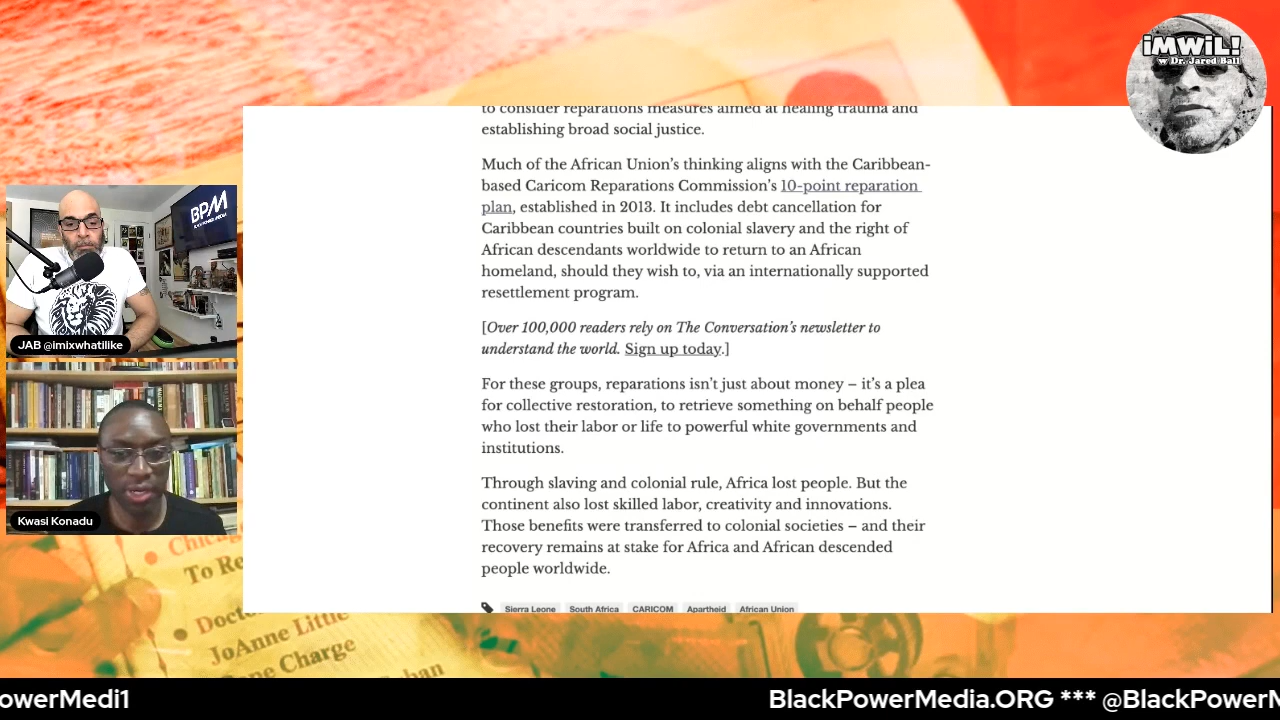 iMWiL!
w Dr. Jared Ball
to consider reparations measures aimed at healing trauma and
establishing broad social justice.
Much of the African Union’s thinking aligns with the Caribbean-
based Caricom Reparations Commission’s 10-point reparation
plan, established in 2013. It includes debt cancellation for
Caribbean countries built on colonial slavery and the right of
African descendants worldwide to return to an African
homeland, should they wish to, via an internationally supported
resettlement program.
[Over 100,000 readers rely on The Conversation’s newsletter to
understand the world. Sign up today.]
For these groups, reparations isn’t just about money – it’s a plea
for collective restoration, to retrieve something on behalf people
who lost their labor or life to powerful white governments and
institutions.
Through slaving and colonial rule, Africa lost people. But the
continent also lost skilled labor, creativity and innovations.
Those benefits were transferred to colonial societies – and their
recovery remains at stake for Africa and African descended
people worldwide.
Sierra Leone South Africa CARICOM Apartheid African Union
BPM
JAB @imixwhatilike
Kwasi Konadu
To Re
JoAnne Little
Charge
owerMedi1
BlackPowerMedia.ORG *** @BlackPowerM